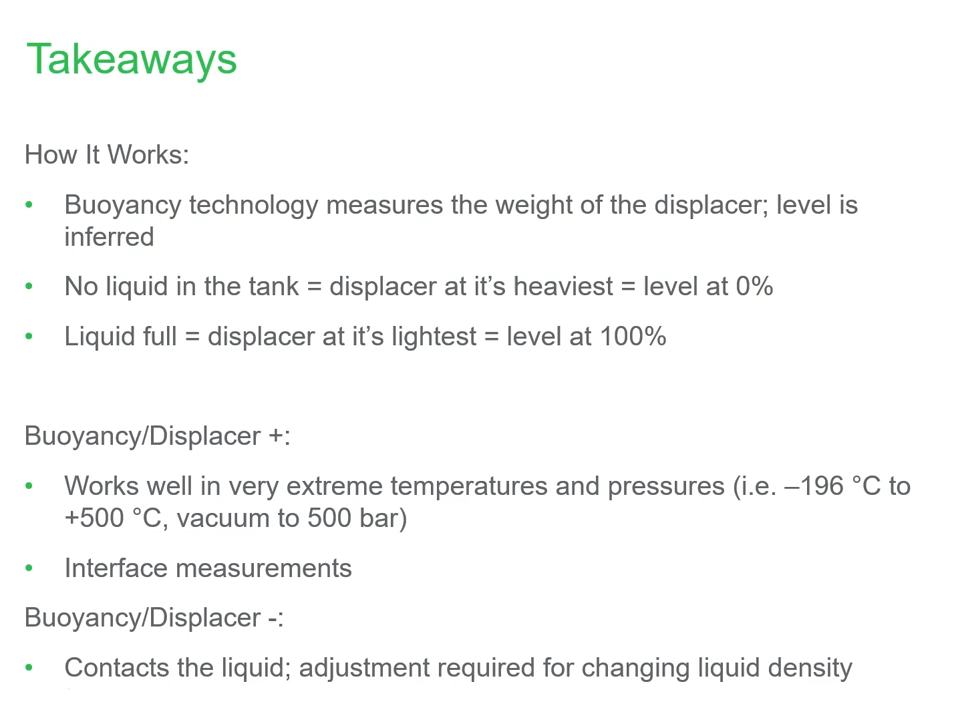 Takeaways
How It Works:
• Buoyancy technology measures the weight of the displacer; level is
inferred
• No liquid in the tank = displacer at it’s heaviest = level at 0%
• Liquid full = displacer at it’s lightest = level at 100%
Buoyancy/Displacer +:
• Works well in very extreme temperatures and pressures (i.e. –196 °C to
+500 °C, vacuum to 500 bar)
• Interface measurements
Buoyancy/Displacer -:
• Contacts the liquid; adjustment required for changing liquid density